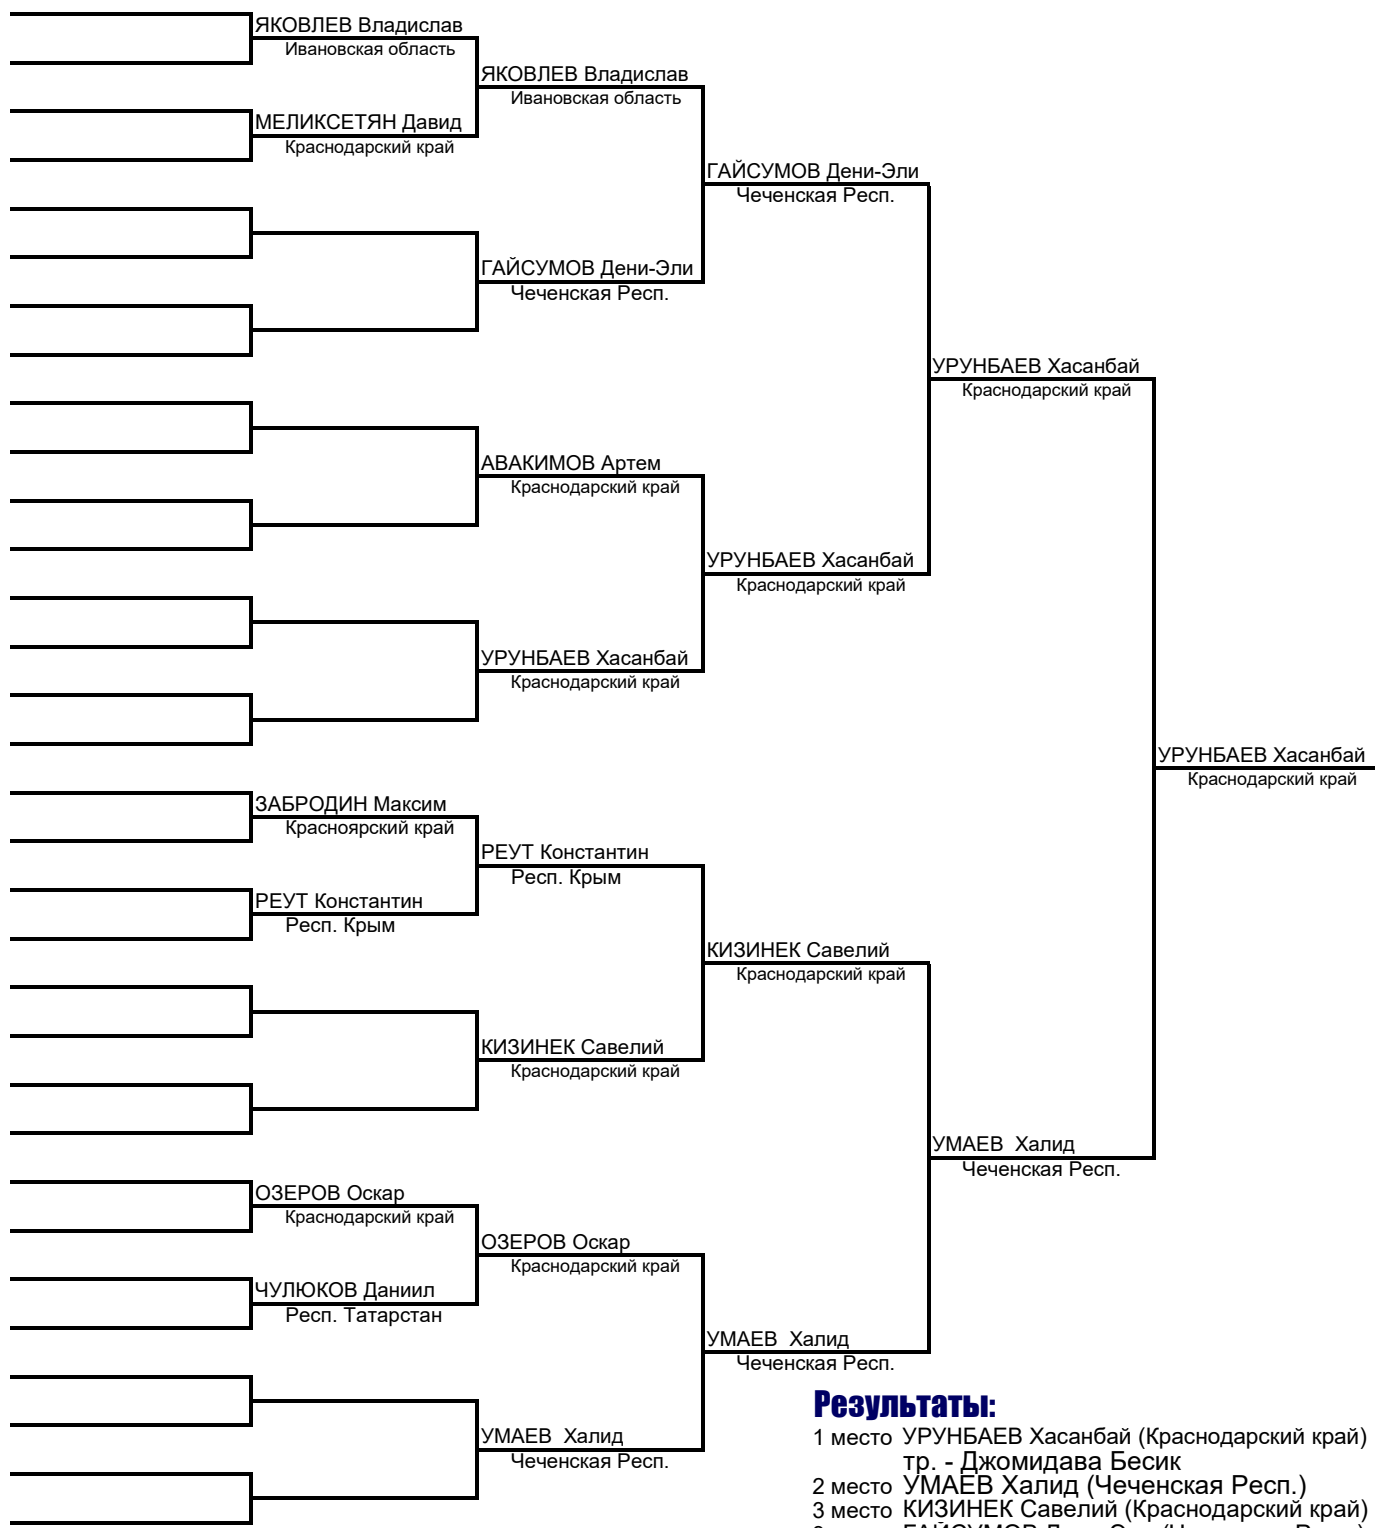 ЯКОВЛЕВ Владислав
Ивановская область
ЯКОВЛЕВ Владислав
Ивановская область
МЕЛИКСЕТЯН Давид
Краснодарский край
ГАЙСУМОВ Дени-Эли
Чеченская Респ.
ГАЙСУМОВ Дени-Эли
Чеченская Респ.
УРУНБАЕВ Хасанбай
Краснодарский край
АВАКИМОВ Артем
Краснодарский край
УРУНБАЕВ Хасанбай
Краснодарский край
УРУНБАЕВ Хасанбай
Краснодарский край
УРУНБАЕВ Хасанбай
Краснодарский край
ЗАБРОДИН Максим
Красноярский край
РЕУТ Константин
Респ. Крым
РЕУТ Константин
Респ. Крым
КИЗИНЕК Савелий
Краснодарский край
КИЗИНЕК Савелий
Краснодарский край
УМАЕВ Халид
Чеченская Респ.
ОЗЕРОВ Оскар
Краснодарский край
ОЗЕРОВ Оскар
Краснодарский край
ЧУЛЮКОВ Даниил
Респ. Татарстан
УМАЕВ Халид
Чеченская Респ.
УМАЕВ Халид
Чеченская Респ.
Результаты:
1 место УРУНБАЕВ Хасанбай (Краснодарский край)
тр. - Джомидава Бесик
2 место УМАЕВ Халид (Чеченская Респ.)
3 место КИЗИНЕК Савелий (Краснодарский край)